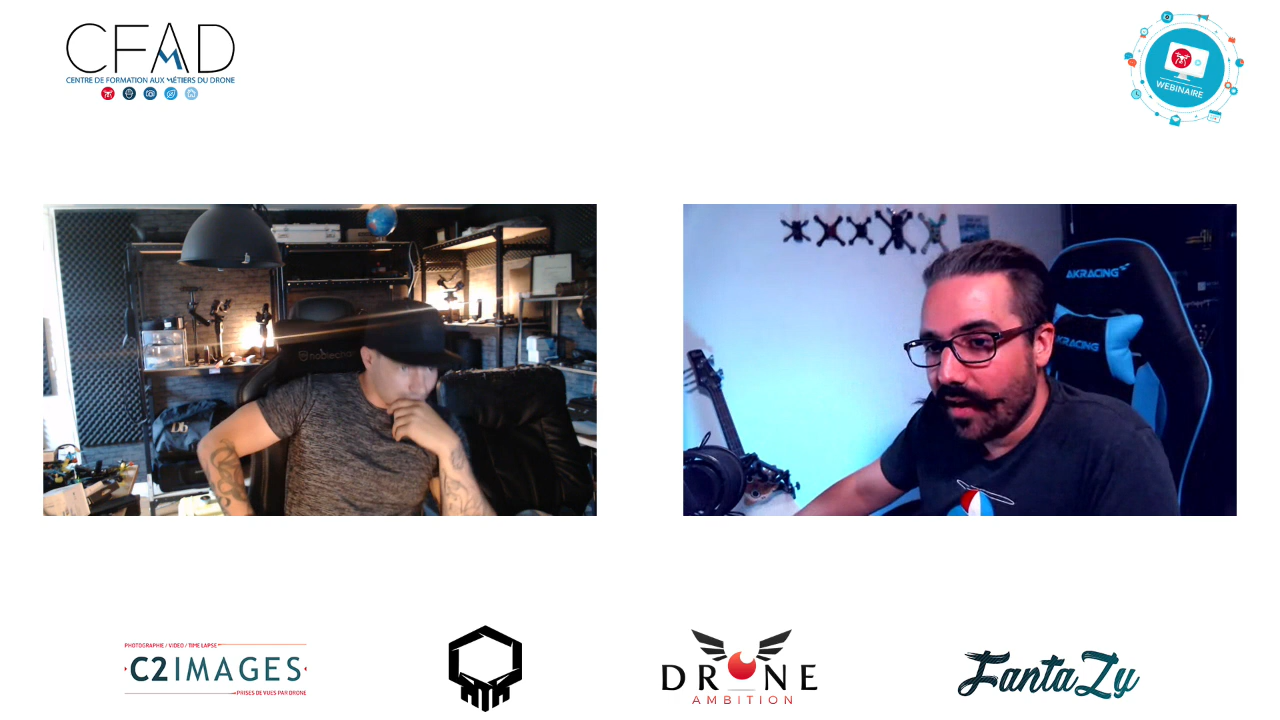 CFAD
CENTRE DE FORMATION AUX MÉTIERS DU DRONE
WEBINAIRE
noblechairs
AKRACING
AKRACING
PHOTOGRAPHIE / VIDEO / TIME LAPSE
C2IMAGES
PRISES DE VUES PAR DRONE
DRONE
AMBITION
FantaZy